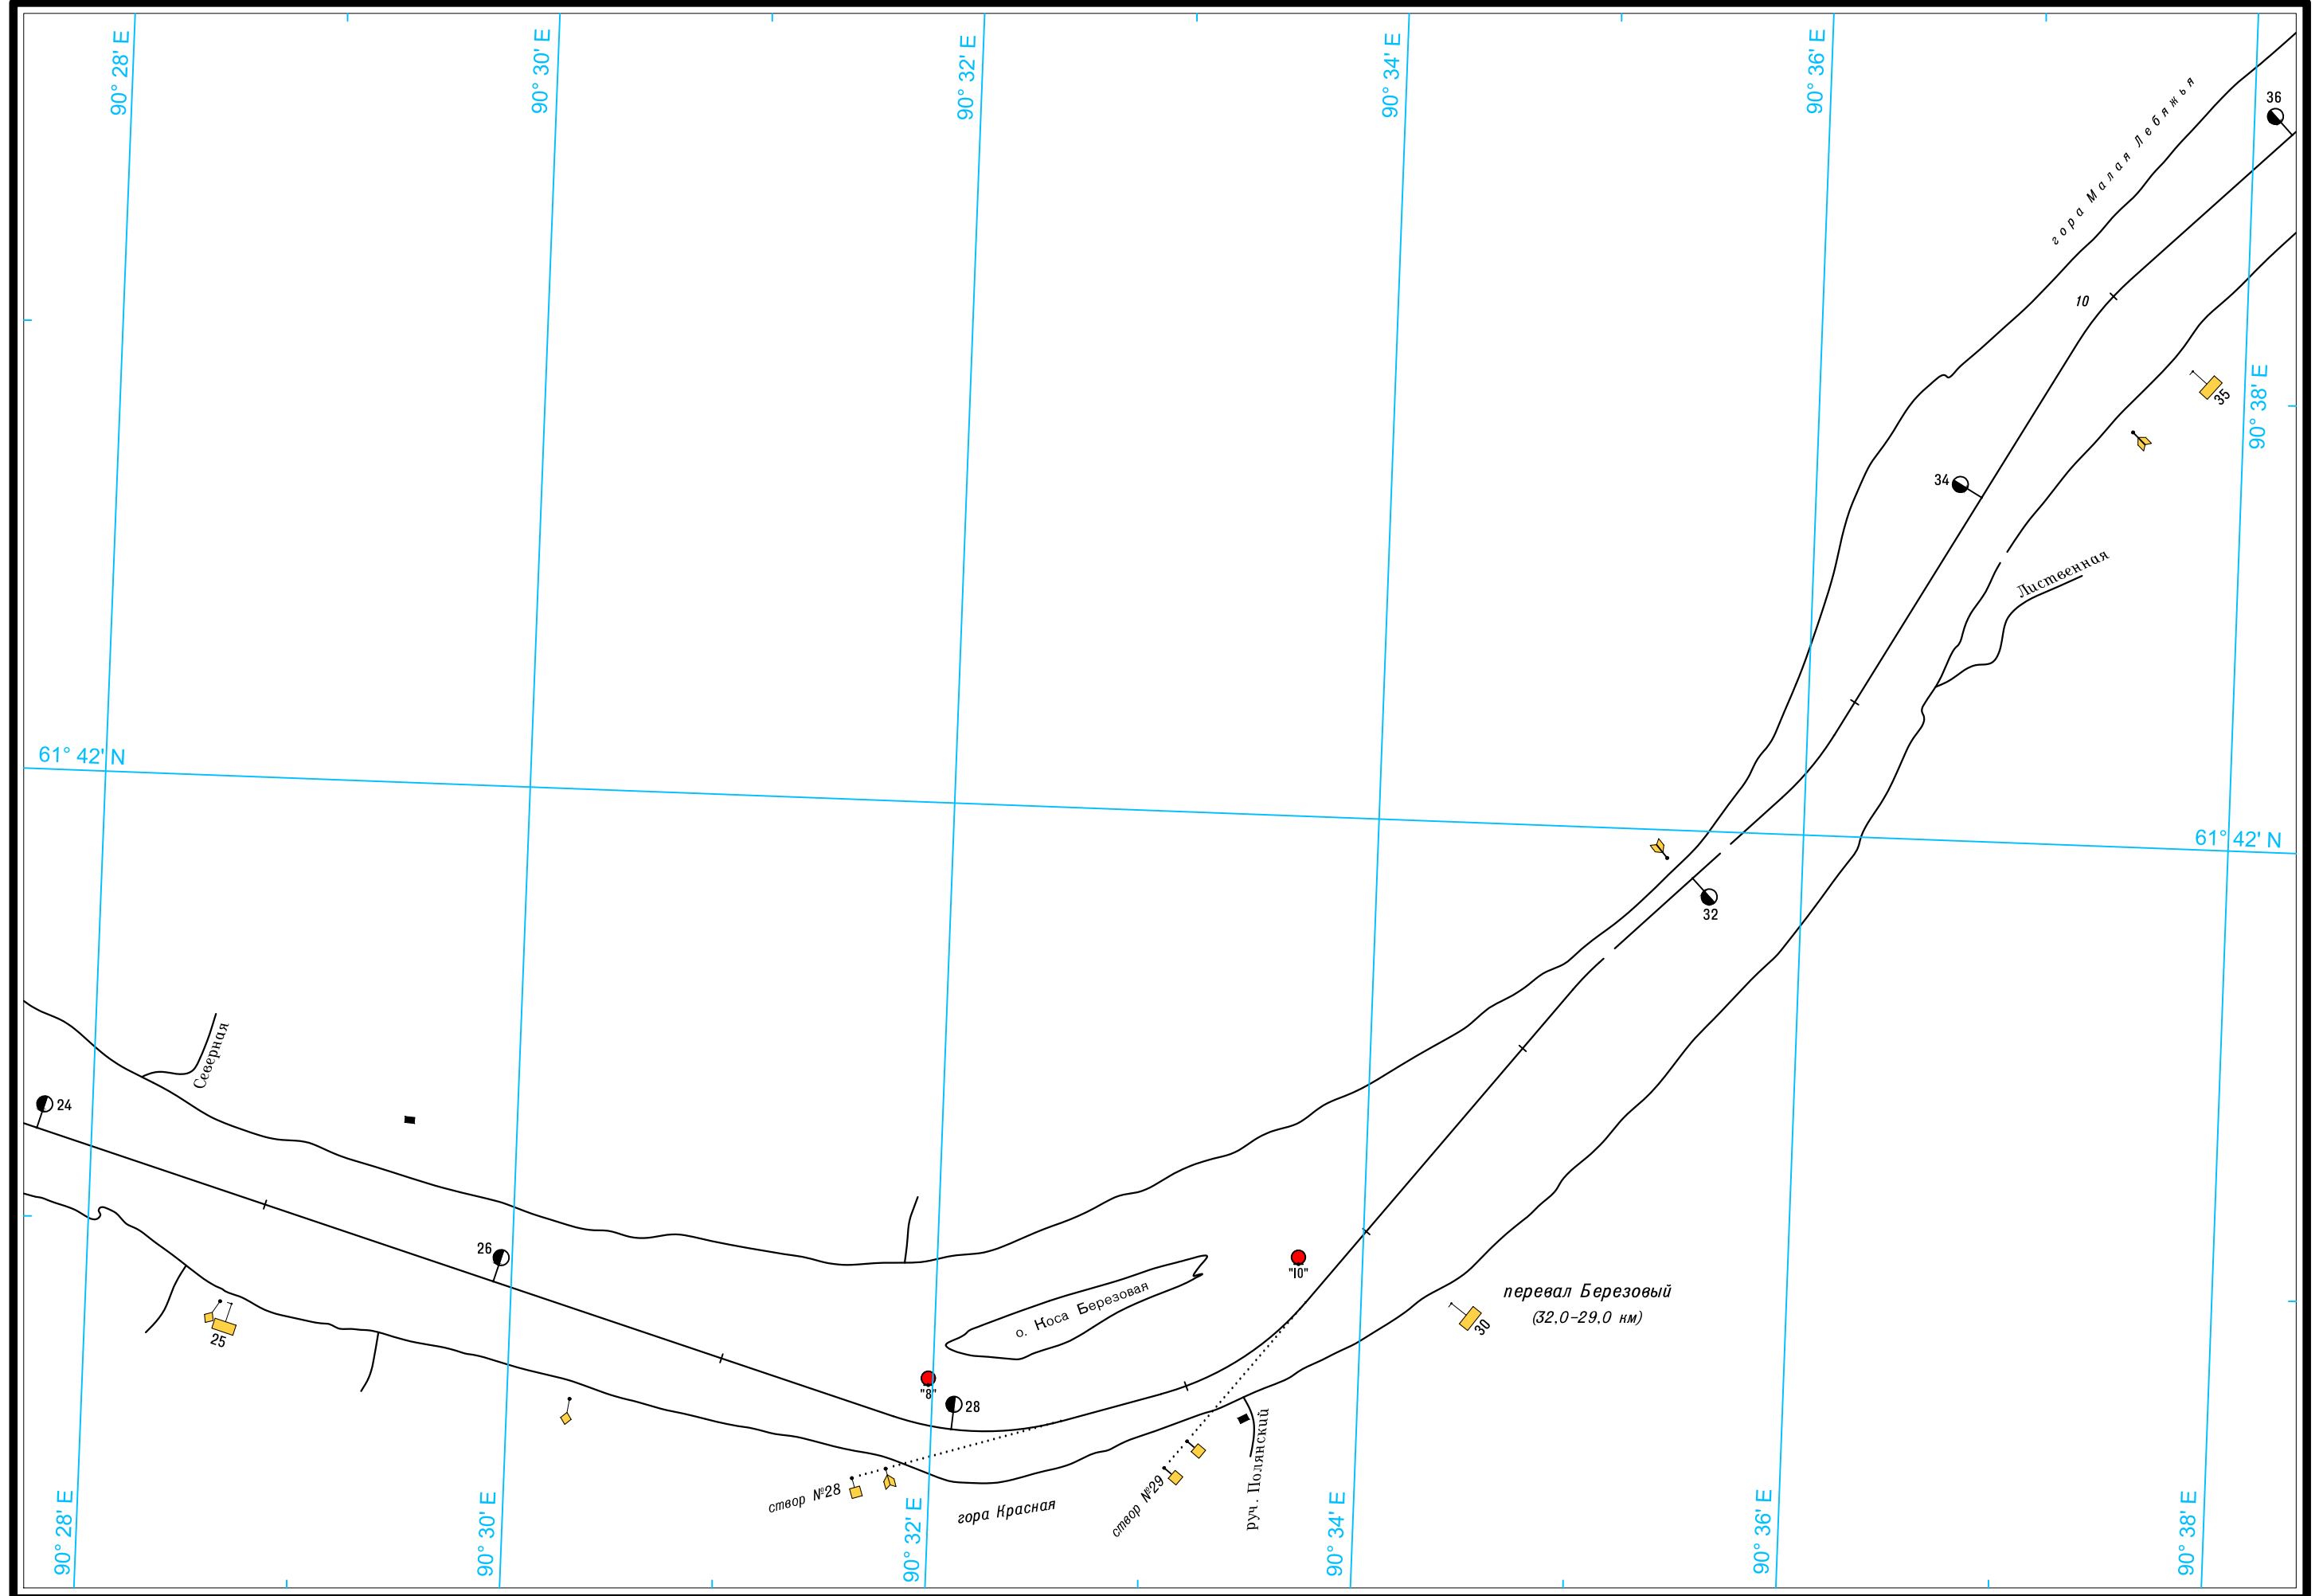 90° 28' E
90° 30' E
90° 32' E
90° 34' E
90° 36' E
36
гора Малая Лебяжья
10
35
90° 38' E
34
Лиственная
61° 42' N
61° 42' N
32
Северная
24
26
"10"
перевал Березовый
(32,0-29,0 км)
о. Носа Березовая
30
25
"8"
28
створ №28
гора Красная
створ №29
руч. Полянский
90° 28' E
90° 30' E
90° 32' E
90° 34' E
90° 36' E
90° 38' E